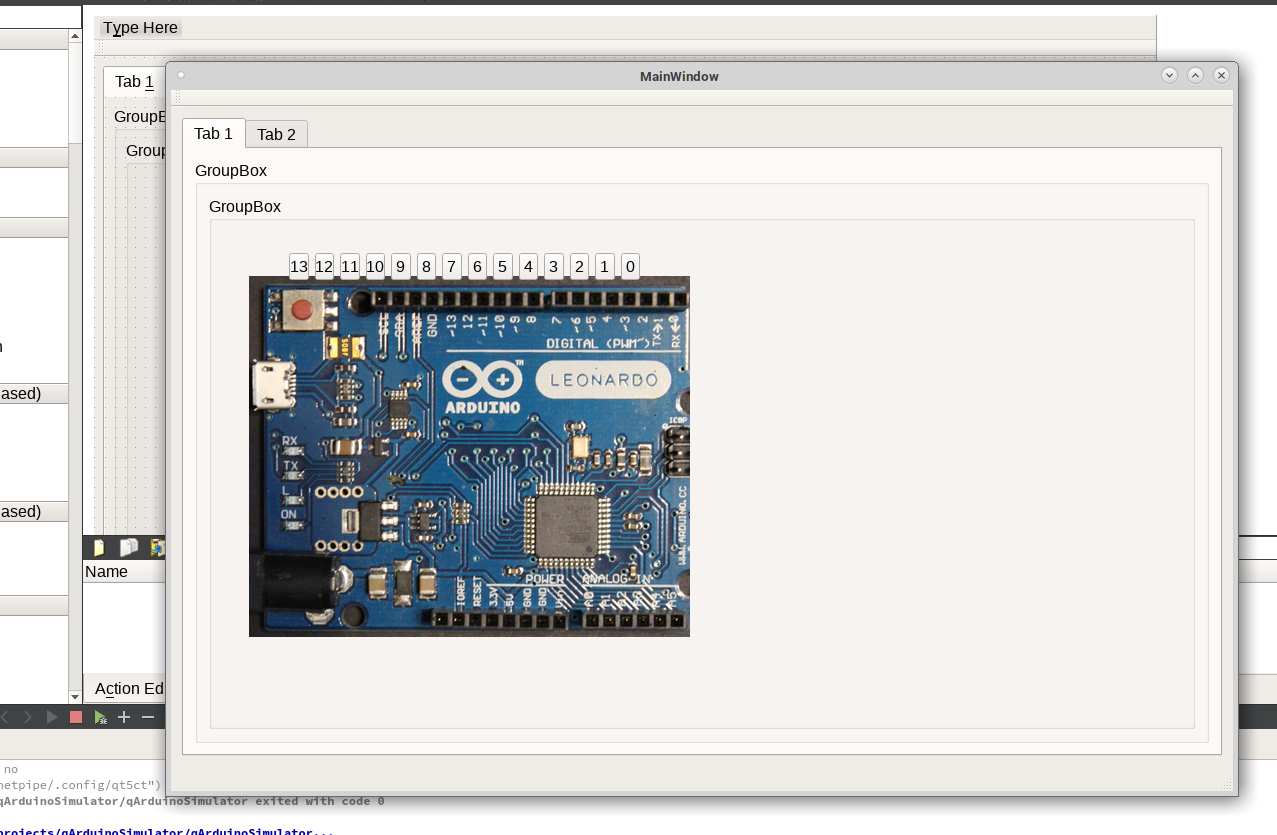 Type Here
Tab 1
GroupB
Group
MainWindow
Tab 1
Tab 2
GroupBox
GroupBox
13 12 11 10 9 8 7 6 5 4 3 2 1 0
SCL
SDA
AREF
GND
~13
12
~11
~10
~9
8
7
~6
~5
4
~3
2
TX→1
RX←0
DIGITAL (PWM~)
LEONARDO
ARDUINO
TM
ICSP
RX
TX
L
ON
WWW.ARDUINO.CC
POWER
ANALOG IN
IOREF
RESET
3.3V
5V
GND
GND
A0
A1
A2
A3
A4
A5
ased)
ased)
Name
Action Ed
no
netpipe/.config/qt5ct")
qArduinoSimulator/qArduinoSimulator exited with code 0
projects/qArduinoSimulator/qArduinoSimulator...